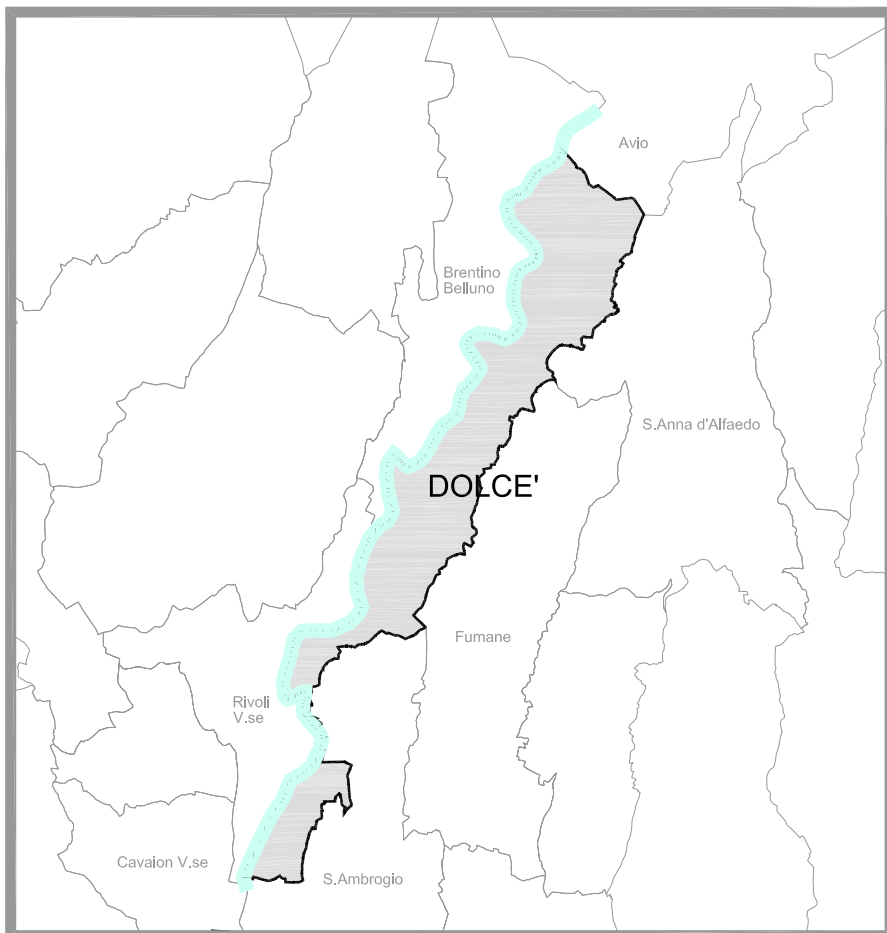 Avio
Brentino
Belluno
S.Anna d'Alfaedo
DOLCE'
Fumane
Rivoli
V.se
Cavaion V.se
S.Ambrogio